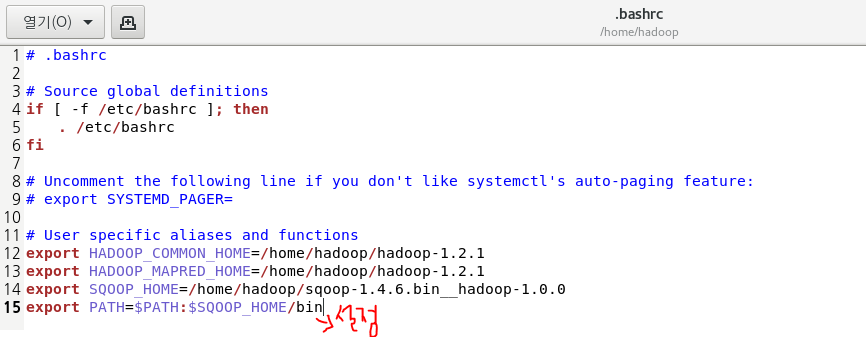 열기(O)
.bashrc
/home/hadoop
1 # .bashrc
2
3 # Source global definitions
4 if [ -f /etc/bashrc ]; then
5     . /etc/bashrc
6 fi
7
8 # Uncomment the following line if you don't like systemctl's auto-paging feature:
9 # export SYSTEMD_PAGER=
10
11 # User specific aliases and functions
12 export HADOOP_COMMON_HOME=/home/hadoop/hadoop-1.2.1
13 export HADOOP_MAPRED_HOME=/home/hadoop/hadoop-1.2.1
14 export SQOOP_HOME=/home/hadoop/sqoop-1.4.6.bin__hadoop-1.0.0
15 export PATH=$PATH:$SQOOP_HOME/bin
설정